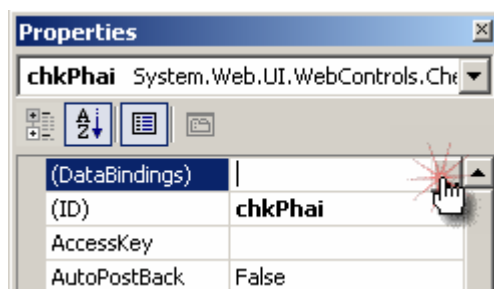 Properties
chkPhai System.Web.UI.WebControls.Che
(DataBindings)
(ID) chkPhai
AccessKey
AutoPostBack False